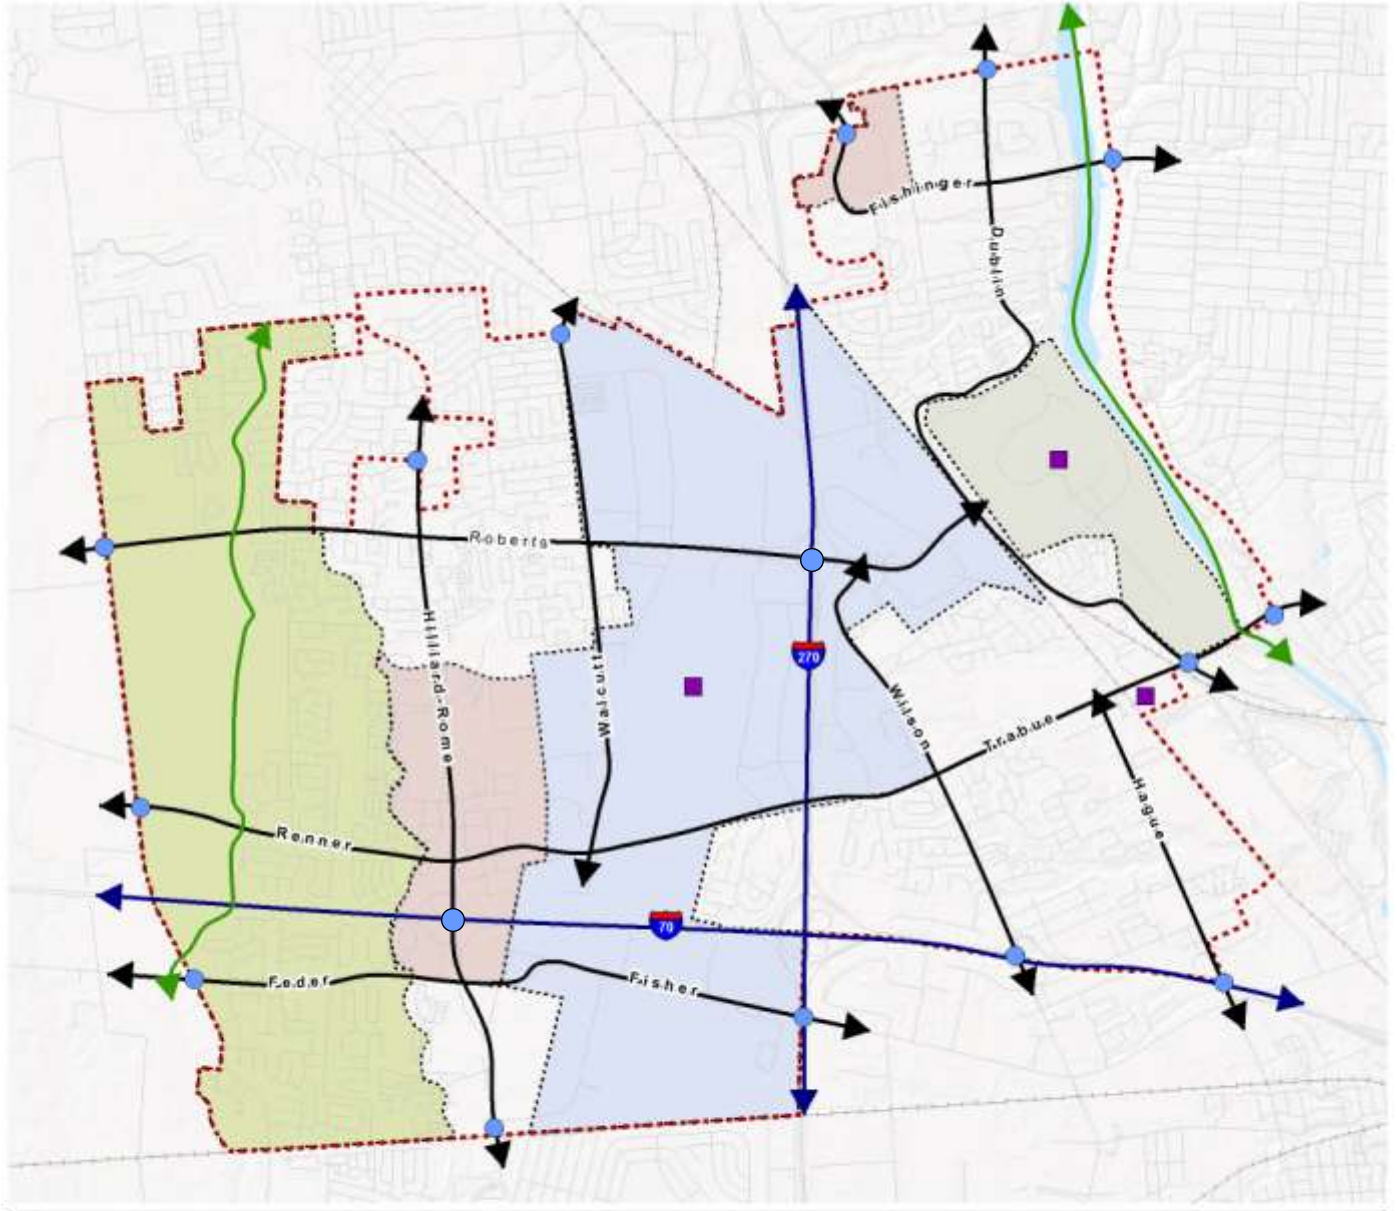 Fishinger
Dublin
Roberts
Hilliard-Rome
270
Walcutt
Wilson
Trabue
Hague
Renner
70
Feder
Fisher